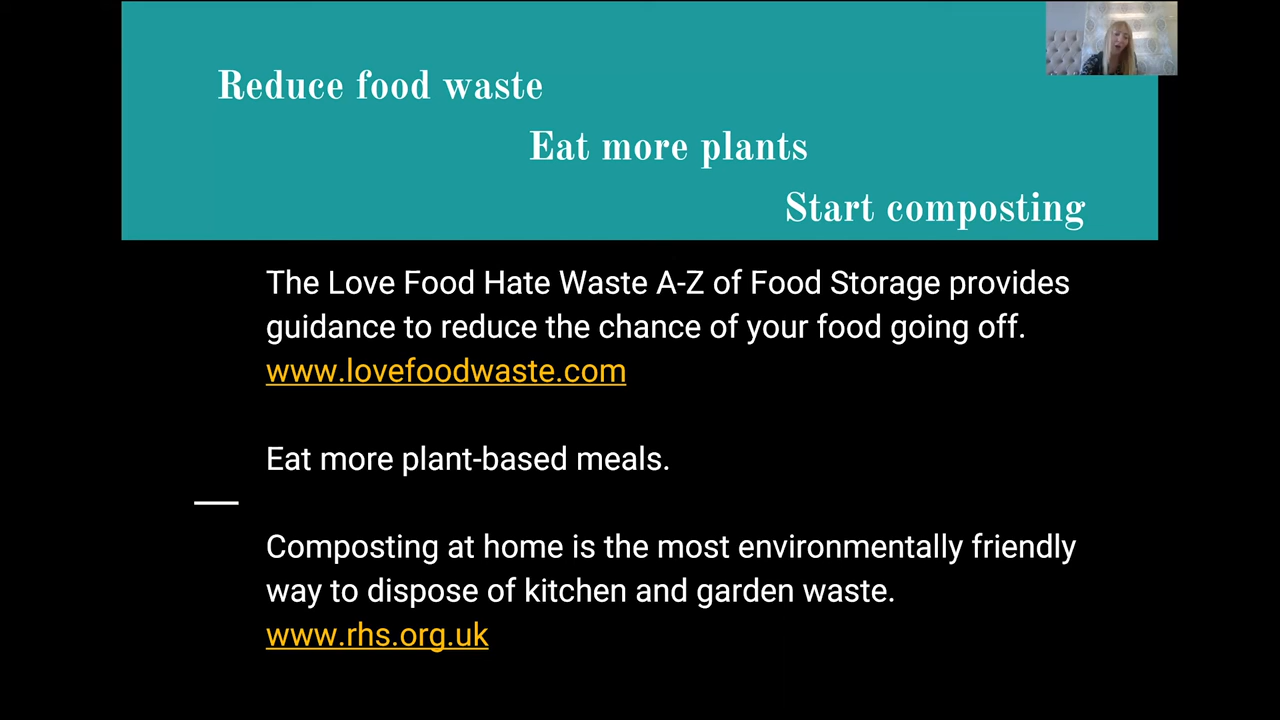 Reduce food waste
Eat more plants
Start composting
The Love Food Hate Waste A-Z of Food Storage provides
guidance to reduce the chance of your food going off.
www.lovefoodwaste.com
Eat more plant-based meals.
Composting at home is the most environmentally friendly
way to dispose of kitchen and garden waste.
www.rhs.org.uk